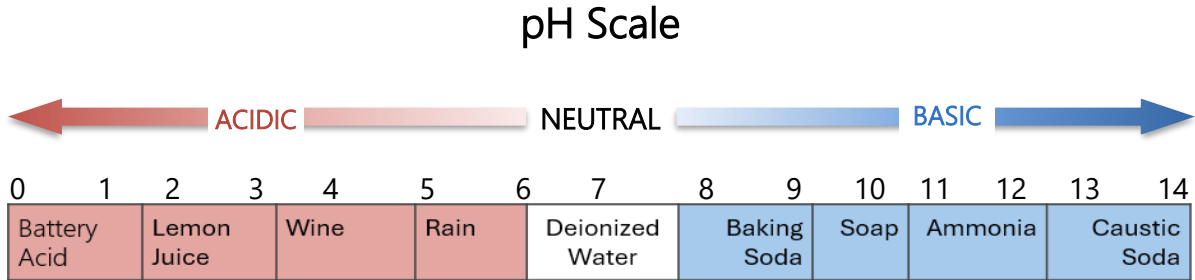 pH Scale
ACIDIC NEUTRAL BASIC
0 1 2 3 4 5 6 7 8 9 10 11 12 13 14
Battery Acid
Lemon Juice
Wine
Rain
Deionized Water
Baking Soda
Soap
Ammonia
Caustic Soda